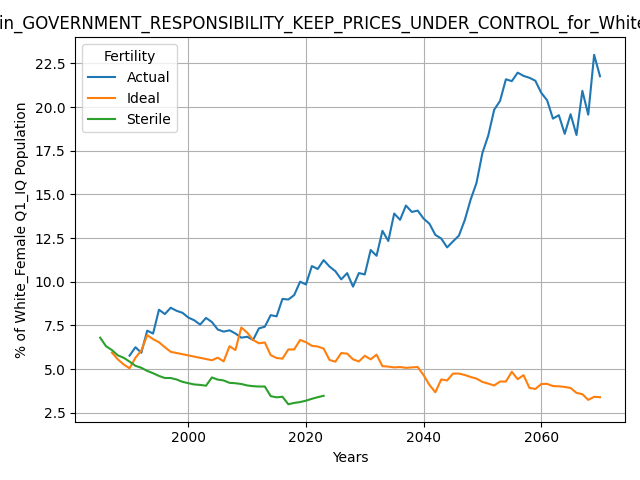 in_GOVERNMENT_RESPONSIBILITY_KEEP_PRICES_UNDER_CONTROL_for_White
Fertility
Actual
Ideal
Sterile
22.5
20.0
17.5
15.0
12.5
10.0
7.5
5.0
2.5
% of White_Female Q1_IQ Population
2000
2020
2040
2060
Years